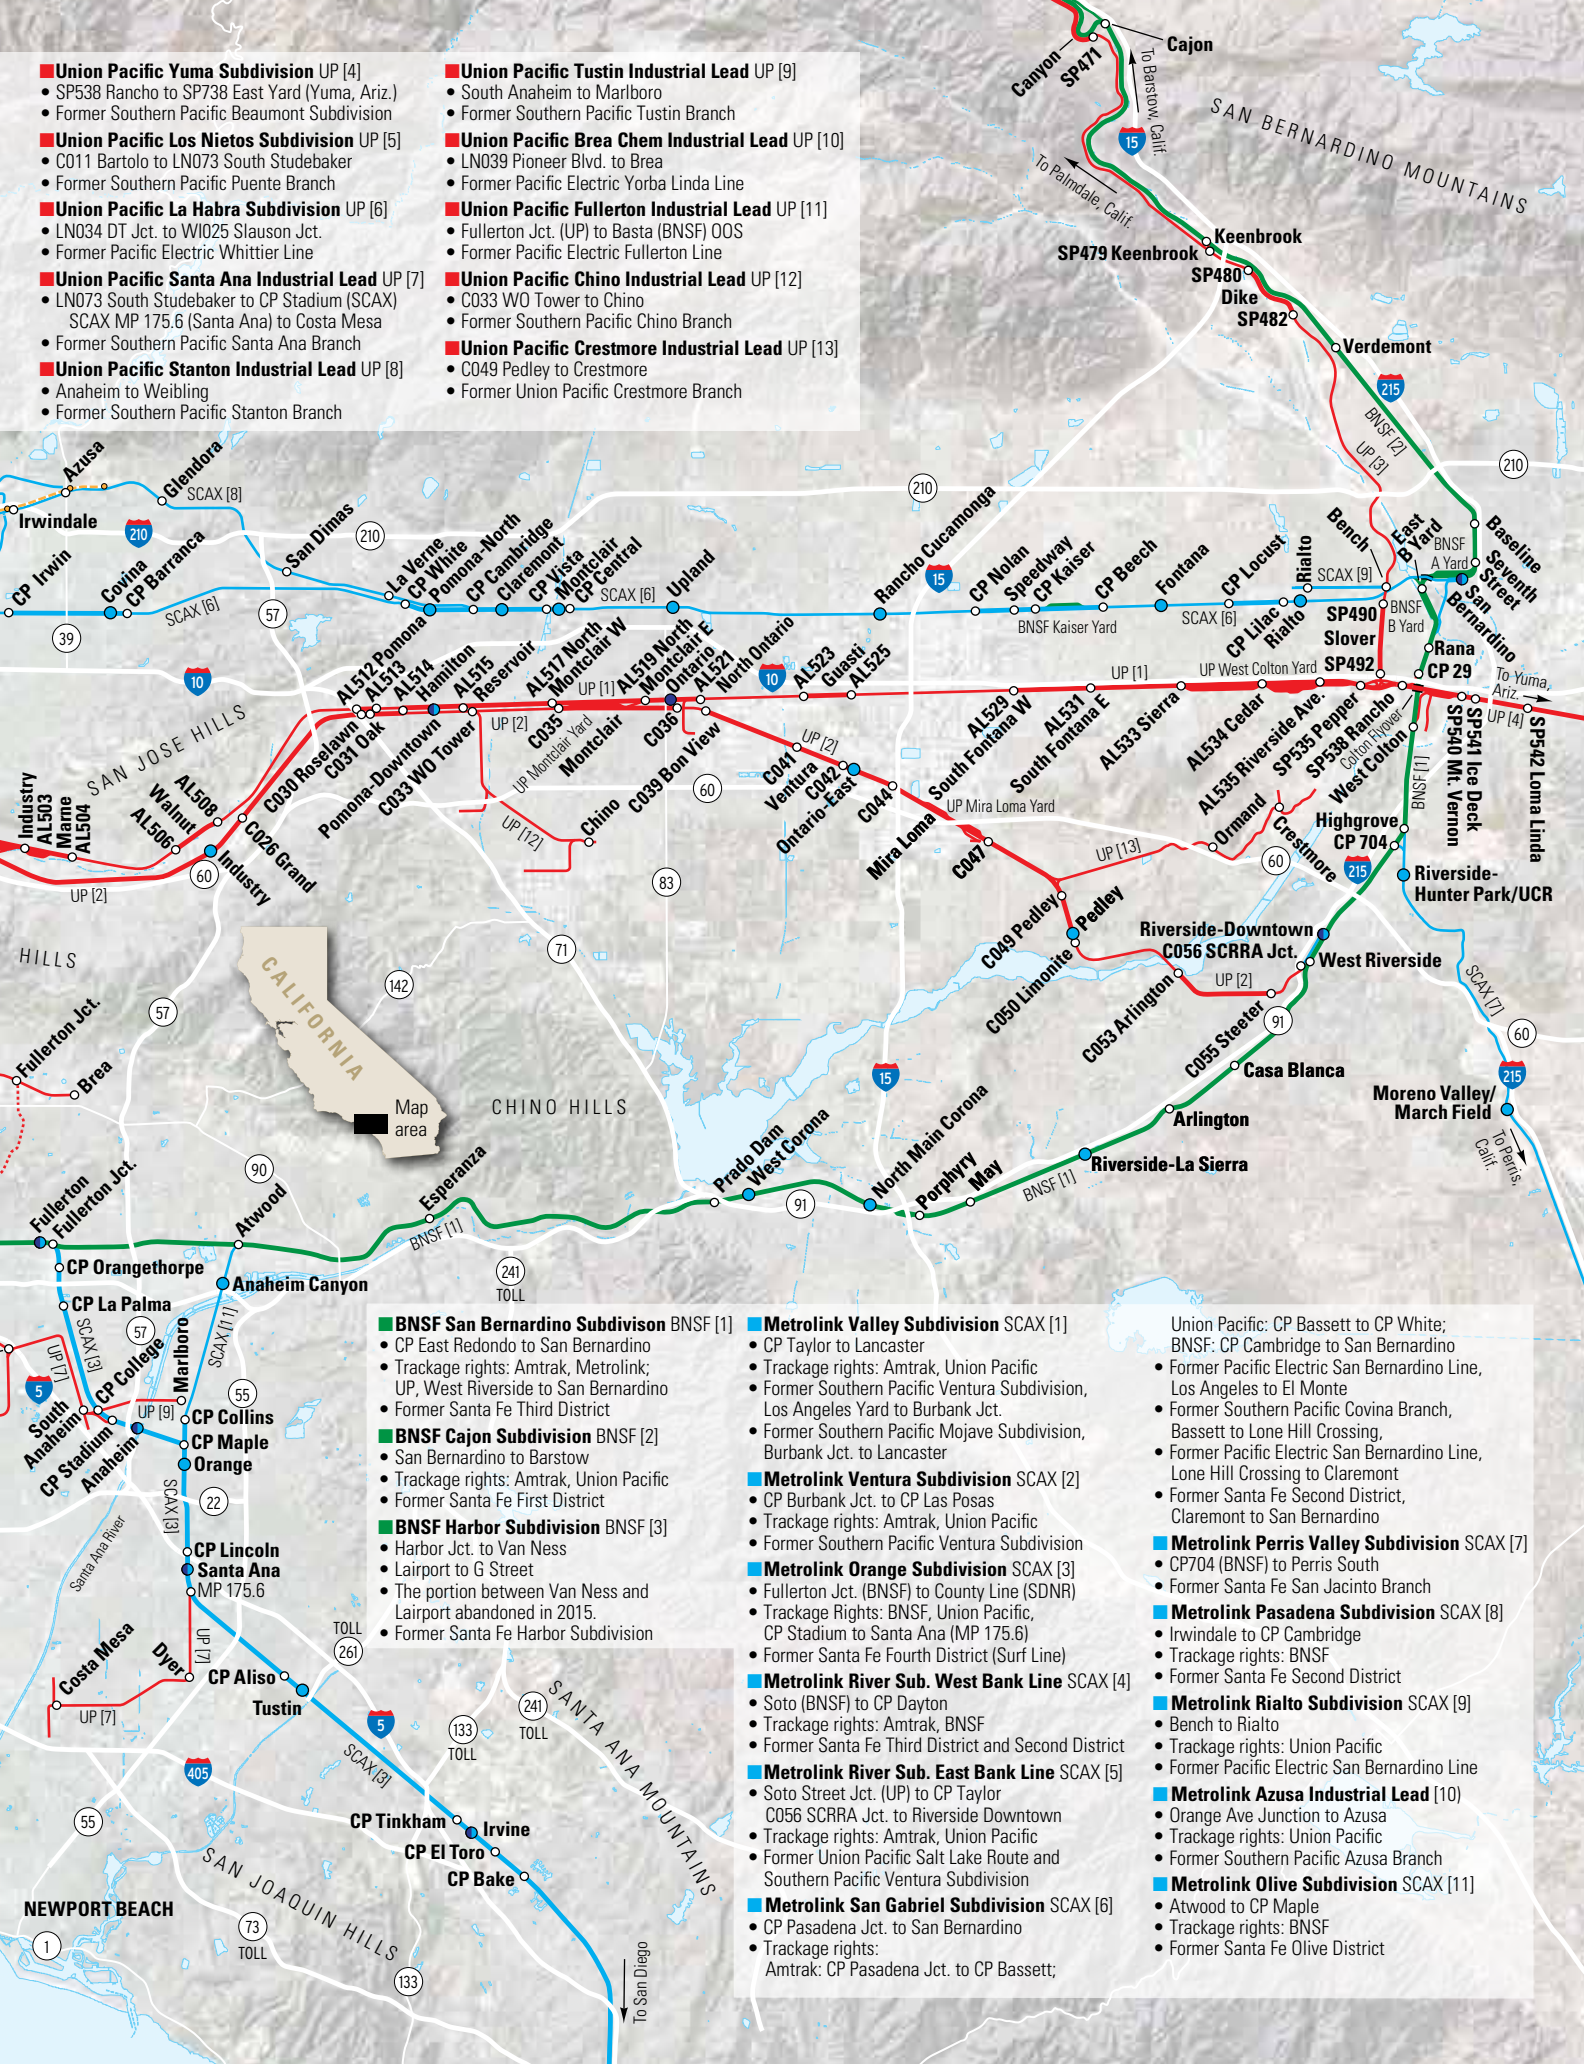 Union Pacific Yuma Subdivision UP [4]
• SP538 Rancho to SP738 East Yard (Yuma, Ariz.)
• Former Southern Pacific Beaumont Subdivision
Union Pacific Los Nietos Subdivision UP [5]
• C011 Bartolo to LN073 South Studebaker
• Former Southern Pacific Puente Branch
Union Pacific La Habra Subdivision UP [6]
• LN034 DT Jct. to WI025 Slauson Jct.
• Former Pacific Electric Whittier Line
Union Pacific Santa Ana Industrial Lead UP [7]
• LN073 South Studebaker to CP Stadium (SCAX)
SCAX MP 175.6 (Santa Ana) to Costa Mesa
• Former Southern Pacific Santa Ana Branch
Union Pacific Stanton Industrial Lead UP [8]
• Anaheim to Weibling
• Former Southern Pacific Stanton Branch
Union Pacific Tustin Industrial Lead UP [9]
• South Anaheim to Marlboro
• Former Southern Pacific Tustin Branch
Union Pacific Brea Chem Industrial Lead UP [10]
• LN039 Pioneer Blvd. to Brea
• Former Pacific Electric Yorba Linda Line
Union Pacific Fullerton Industrial Lead UP [11]
• Fullerton Jct. (UP) to Basta (BNSF) OOS
• Former Pacific Electric Fullerton Line
Union Pacific Chino Industrial Lead UP [12]
• C033 WO Tower to Chino
• Former Southern Pacific Chino Branch
Union Pacific Crestmore Industrial Lead UP [13]
• C049 Pedley to Crestmore
• Former Union Pacific Crestmore Branch
Cajon
Canyon
SP471
To Barstow, Calif.
15
To Palmdale, Calif.
SAN BERNARDINO MOUNTAINS
Keenbrook
SP479 Keenbrook
SP480
Dike
SP482
Verdemont
215
BNSF [2]
UP [3]
210
210
Azusa
Glendora
SCAX [8]
Irwindale
210
San Dimas
210
CP Irwin
Covina
CP Barranca
SCAX [6]
39
57
10
La Verne
CP White
Pomona-North
CP Cambridge
Claremont
CP Vista
Montclair
CP Central
SCAX [6]
Upland
Rancho Cucamonga
15
CP Nolan
Speedway
CP Kaiser
BNSF Kaiser Yard
CP Beech
Fontana
SCAX [6]
CP Locust
CP Lilac
Rialto
Rialto
SCAX [9]
Bench
East
B Yard
BNSF
A Yard
Baseline
Seventh
Street
San
Bernardino
BNSF
B Yard
SP490
Slover
SP492
Rana
CP 29
To Yuma,
Ariz.
UP [4]
AL512 Pomona
AL513
AL514
Hamilton
AL515
Reservoir
AL517 North
Montclair W
UP [1]
AL519 North
Montclair E
Ontario
AL521
North Ontario
10
AL523
Guasti
AL525
UP [1]
UP West Colton Yard
SAN JOSE HILLS
C030 Roselawn
C031 Oak
Pomona-Downtown
C033 WO Tower
UP [2]
C035
UP Montclair Yard
Montclair
C036
C039 Bon View
60
UP [2]
C041
Ventura
C042
Ontario-East
C044
AL529
South Fontana W
AL531
South Fontana E
AL533 Sierra
AL534 Cedar
AL535 Riverside Ave.
SP535 Pepper
SP538 Rancho
Colton Flyover
West Colton
BNSF [1]
SP540 Mt. Vernon
SP541 Ice Deck
SP542 Loma Linda
Industry
AL503
Marne
AL504
AL508
Walnut
AL506
C026 Grand
Industry
60
UP [2]
UP [12]
Chino
83
UP Mira Loma Yard
Mira Loma
C047
UP [13]
Ormand
Crestmore
60
Highgrove
CP 704
215
Riverside-
Hunter Park/UCR
HILLS
71
142
57
CALIFORNIA
Map
area
C049 Pedley
Pedley
C050 Limonite
C053 Arlington
UP [2]
Riverside-Downtown
C056 SCRRA Jct.
West Riverside
SCAX [7]
C055 Steeter
91
60
215
Casa Blanca
Arlington
Moreno Valley/
March Field
To Perris,
Calif.
Fullerton Jct.
Brea
CHINO HILLS
15
Prado Dam
West Corona
91
North Main Corona
Porphyry
May
BNSF [1]
Riverside-La Sierra
90
Fullerton
Fullerton Jct.
Atwood
Esperanza
BNSF [1]
241
TOLL
CP Orangethorpe
Anaheim Canyon
CP La Palma
SCAX [3]
57
SCAX [11]
UP [7]
5
CP College
Marlboro
55
South
Anaheim
UP [9]
CP Stadium
Anaheim
CP Collins
CP Maple
Orange
SCAX [3]
22
Santa Ana River
CP Lincoln
Santa Ana
MP 175.6
UP [7]
Costa Mesa
Dyer
UP [7]
CP Aliso
Tustin
TOLL
261
5
133
TOLL
241
TOLL
SANTA ANA MOUNTAINS
405
SCAX [3]
55
CP Tinkham
Irvine
CP El Toro
CP Bake
SAN JOAQUIN HILLS
NEWPORT BEACH
1
73
TOLL
133
To San Diego
BNSF San Bernardino Subdivison BNSF [1]
• CP East Redondo to San Bernardino
• Trackage rights: Amtrak, Metrolink;
UP, West Riverside to San Bernardino
• Former Santa Fe Third District
BNSF Cajon Subdivision BNSF [2]
• San Bernardino to Barstow
• Trackage rights: Amtrak, Union Pacific
• Former Santa Fe First District
BNSF Harbor Subdivision BNSF [3]
• Harbor Jct. to Van Ness
• Lairport to G Street
• The portion between Van Ness and
Lairport abandoned in 2015.
• Former Santa Fe Harbor Subdivision
Metrolink Valley Subdivision SCAX [1]
• CP Taylor to Lancaster
• Trackage rights: Amtrak, Union Pacific
• Former Southern Pacific Ventura Subdivision,
Los Angeles Yard to Burbank Jct.
• Former Southern Pacific Mojave Subdivision,
Burbank Jct. to Lancaster
Metrolink Ventura Subdivision SCAX [2]
• CP Burbank Jct. to CP Las Posas
• Trackage rights: Amtrak, Union Pacific
• Former Southern Pacific Ventura Subdivision
Metrolink Orange Subdivision SCAX [3]
• Fullerton Jct. (BNSF) to County Line (SDNR)
• Trackage Rights: BNSF, Union Pacific,
CP Stadium to Santa Ana (MP 175.6)
• Former Santa Fe Fourth District (Surf Line)
Metrolink River Sub. West Bank Line SCAX [4]
• Soto (BNSF) to CP Dayton
• Trackage rights: Amtrak, BNSF
• Former Santa Fe Third District and Second District
Metrolink River Sub. East Bank Line SCAX [5]
• Soto Street Jct. (UP) to CP Taylor
C056 SCRRA Jct. to Riverside Downtown
• Trackage rights: Amtrak, Union Pacific
• Former Union Pacific Salt Lake Route and
Southern Pacific Ventura Subdivision
Metrolink San Gabriel Subdivision SCAX [6]
• CP Pasadena Jct. to San Bernardino
• Trackage rights:
Amtrak: CP Pasadena Jct. to CP Bassett;
Union Pacific: CP Bassett to CP White;
BNSF: CP Cambridge to San Bernardino
• Former Pacific Electric San Bernardino Line,
Los Angeles to El Monte
• Former Southern Pacific Covina Branch,
Bassett to Lone Hill Crossing,
• Former Pacific Electric San Bernardino Line,
Lone Hill Crossing to Claremont
• Former Santa Fe Second District,
Claremont to San Bernardino
Metrolink Perris Valley Subdivision SCAX [7]
• CP704 (BNSF) to Perris South
• Former Santa Fe San Jacinto Branch
Metrolink Pasadena Subdivision SCAX [8]
• Irwindale to CP Cambridge
• Trackage rights: BNSF
• Former Santa Fe Second District
Metrolink Rialto Subdivision SCAX [9]
• Bench to Rialto
• Trackage rights: Union Pacific
• Former Pacific Electric San Bernardino Line
Metrolink Azusa Industrial Lead [10)
• Orange Ave Junction to Azusa
• Trackage rights: Union Pacific
• Former Southern Pacific Azusa Branch
Metrolink Olive Subdivision SCAX [11]
• Atwood to CP Maple
• Trackage rights: BNSF
• Former Santa Fe Olive District